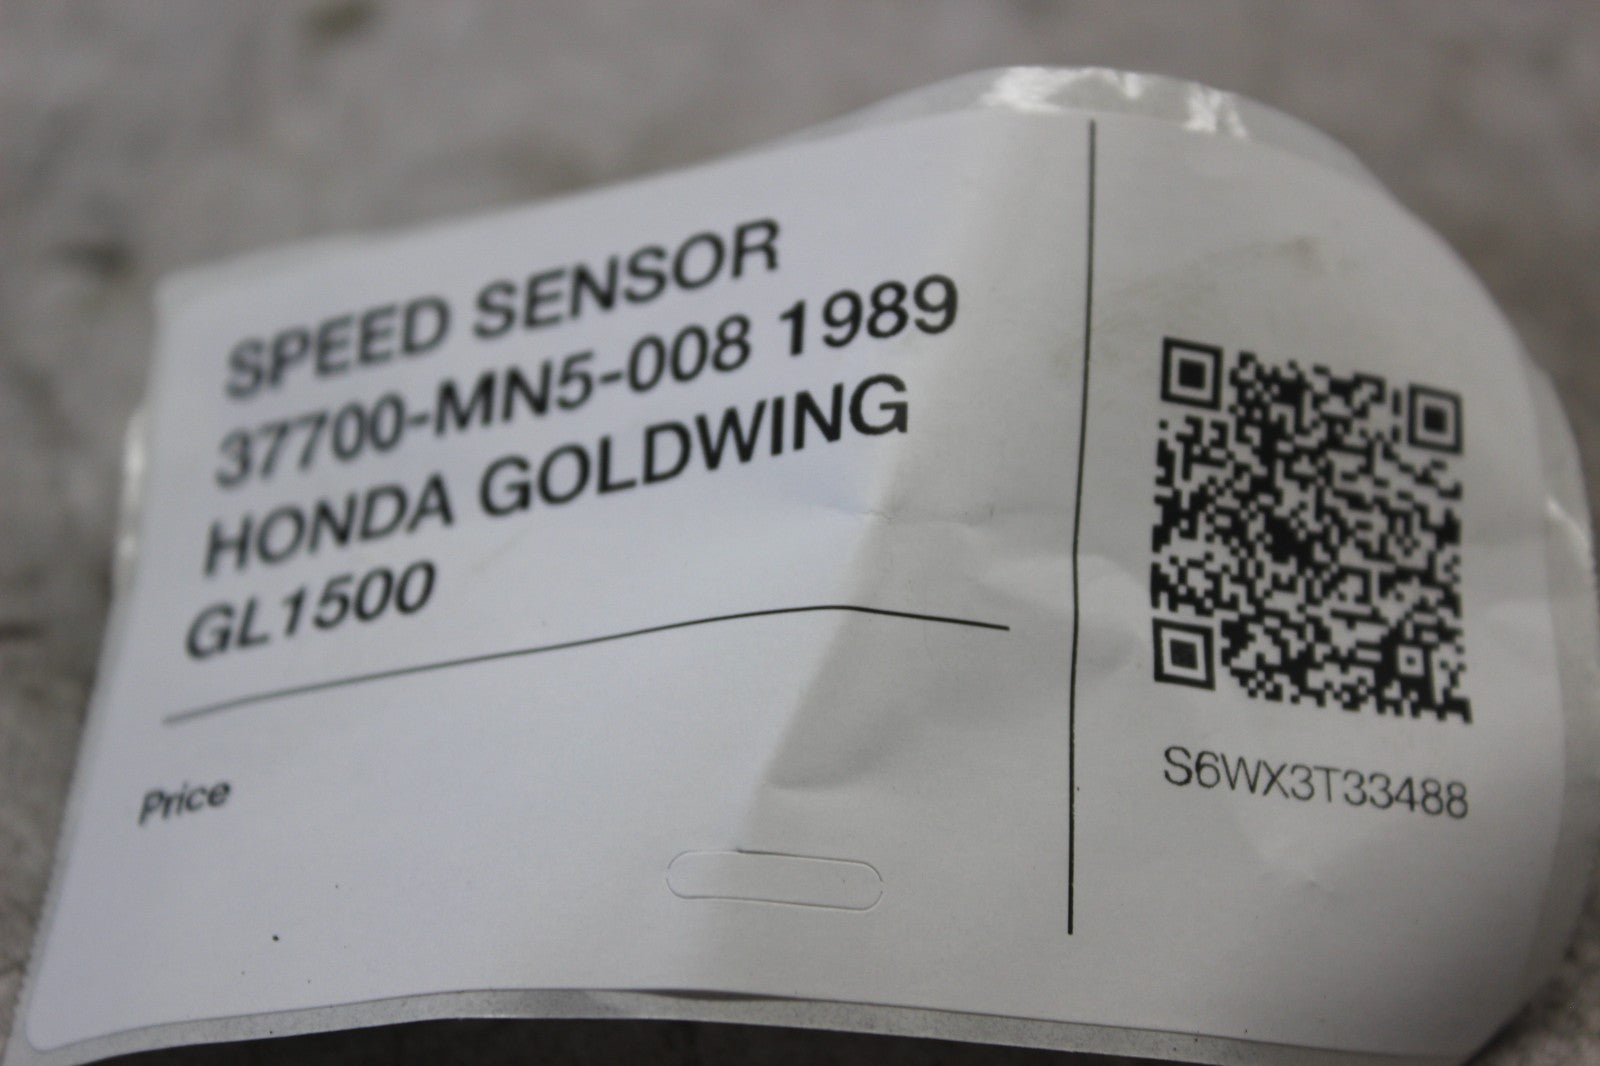 SPEED SENSOR
37700-MN5-008 1989
HONDA GOLDWING
GL1500
Price
S6WX3T33488